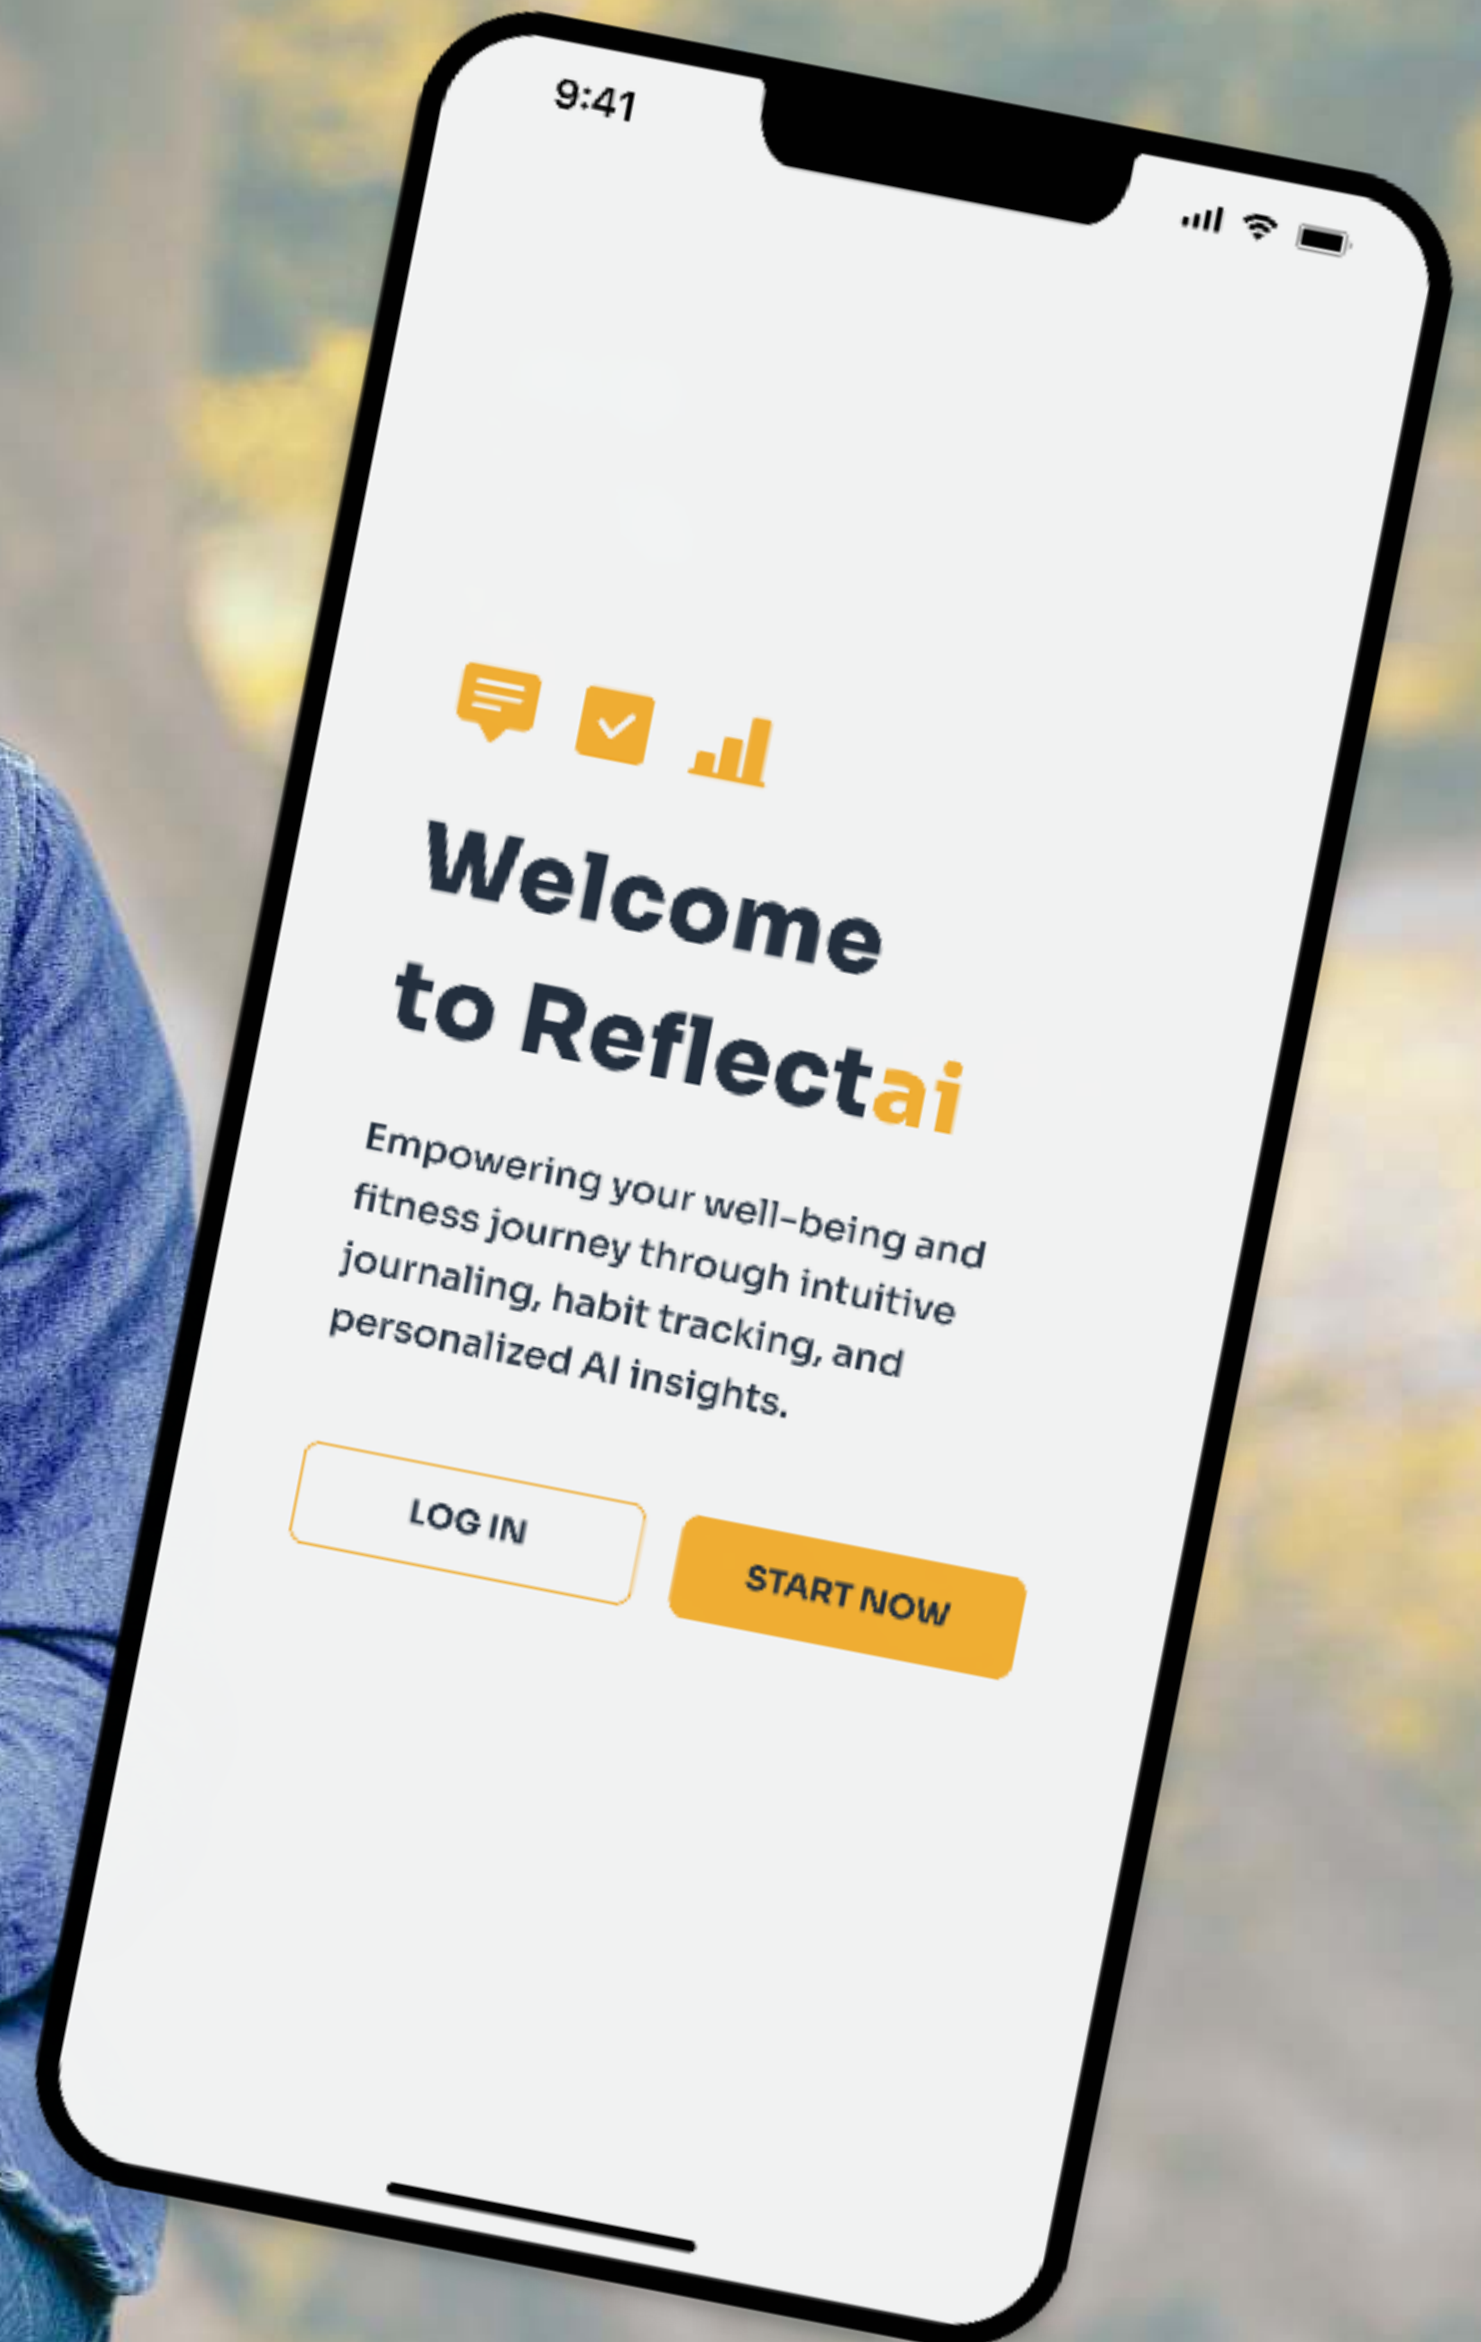 9:41
Welcome
to Reflectai
Empowering your well-being and
fitness journey through intuitive
journaling, habit tracking, and
personalized AI insights.
LOG IN
START NOW